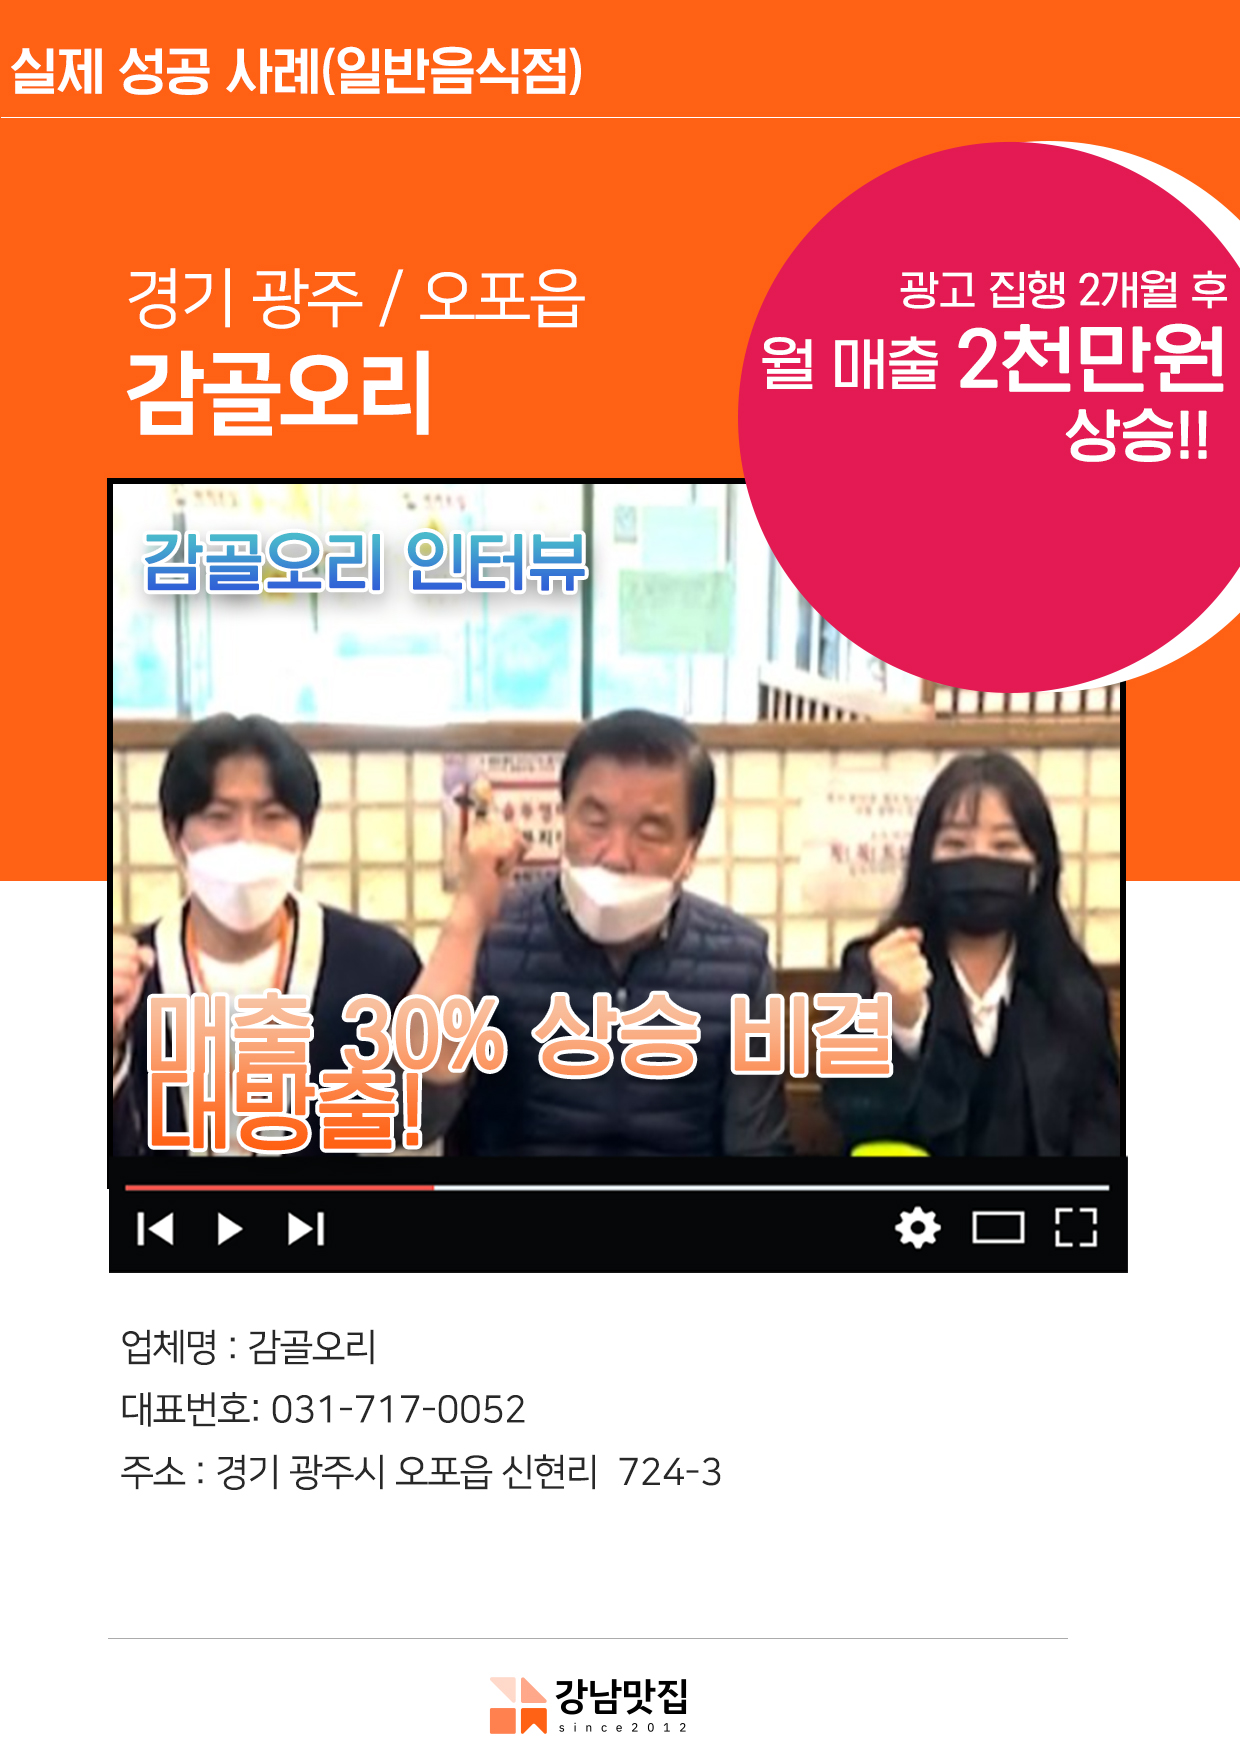 실제 성공 사례(일반음식점)
광고 집행 2개월 후
월 매출 2천만원
상승!!
경기 광주 / 오포읍
감골오리
감골오리 인터뷰
매출 30% 상승 비결
대방출!
업체명 : 감골오리
대표번호: 031-717-0052
주소 : 경기 광주시 오포읍 신현리 724-3
강남맛집
since2012